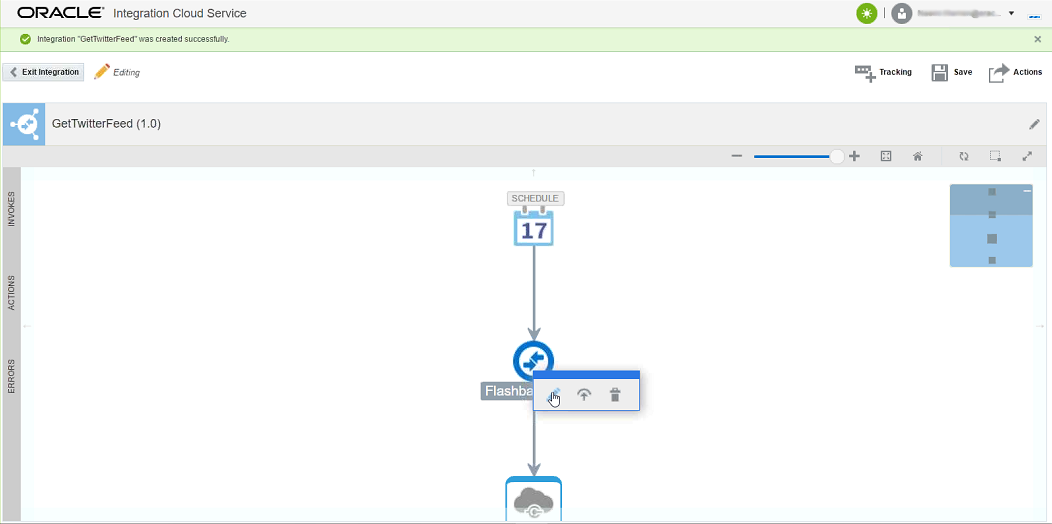 ORACLE Integration Cloud Service
Integration "GetTwitterFeed" was created successfully.
Exit Integration
Editing
Tracking
Save
Actions
GetTwitterFeed (1.0)
INVOKES
ACTIONS
ERRORS
SCHEDULE
17
Flashba
C